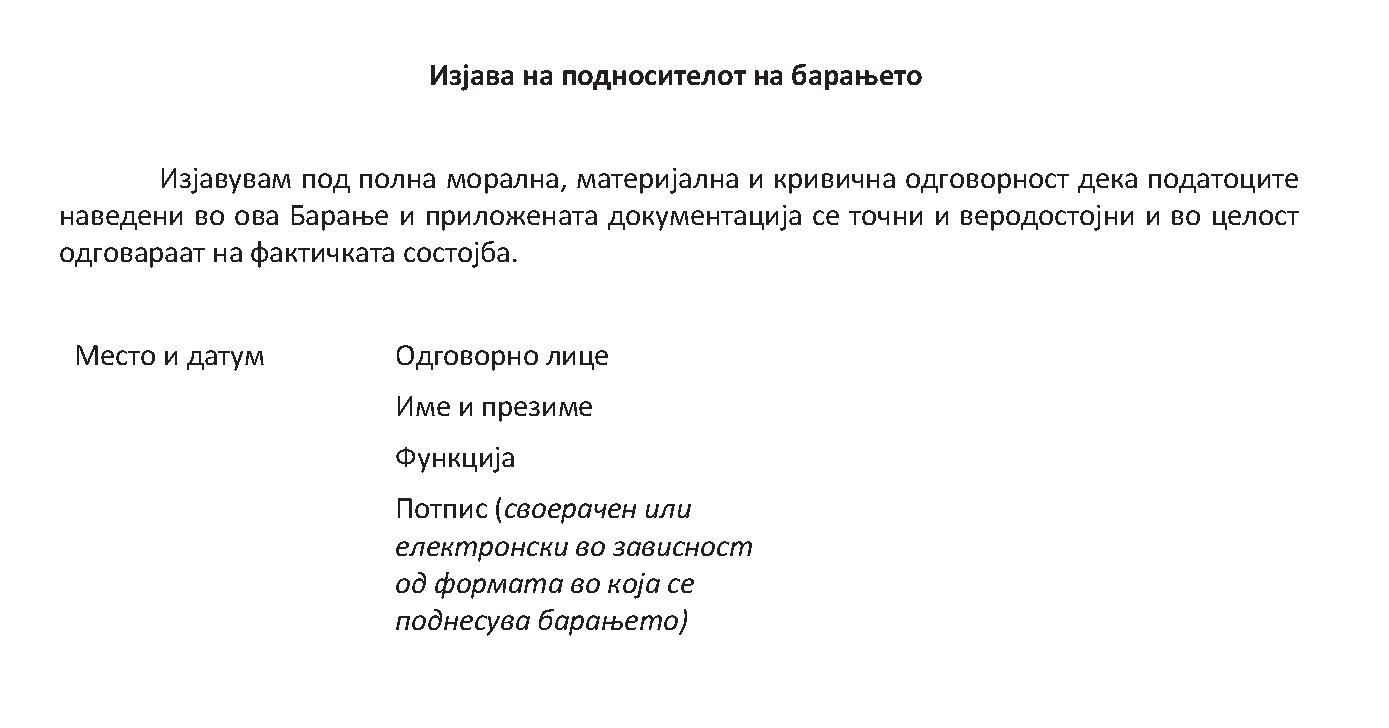 Изјава на подносителот на барањето
Изјавувам под полна морална, материјална и кривична одговорност дека податоците
наведени во ова Барање и приложената документација се точни и веродостојни и во целост
одговараат на фактичката состојба.
Место и датум
Одговорно лице
Име и презиме
Функција
Потпис (своерачен или
електронски во зависност
од формата во која се
поднесува барањето)